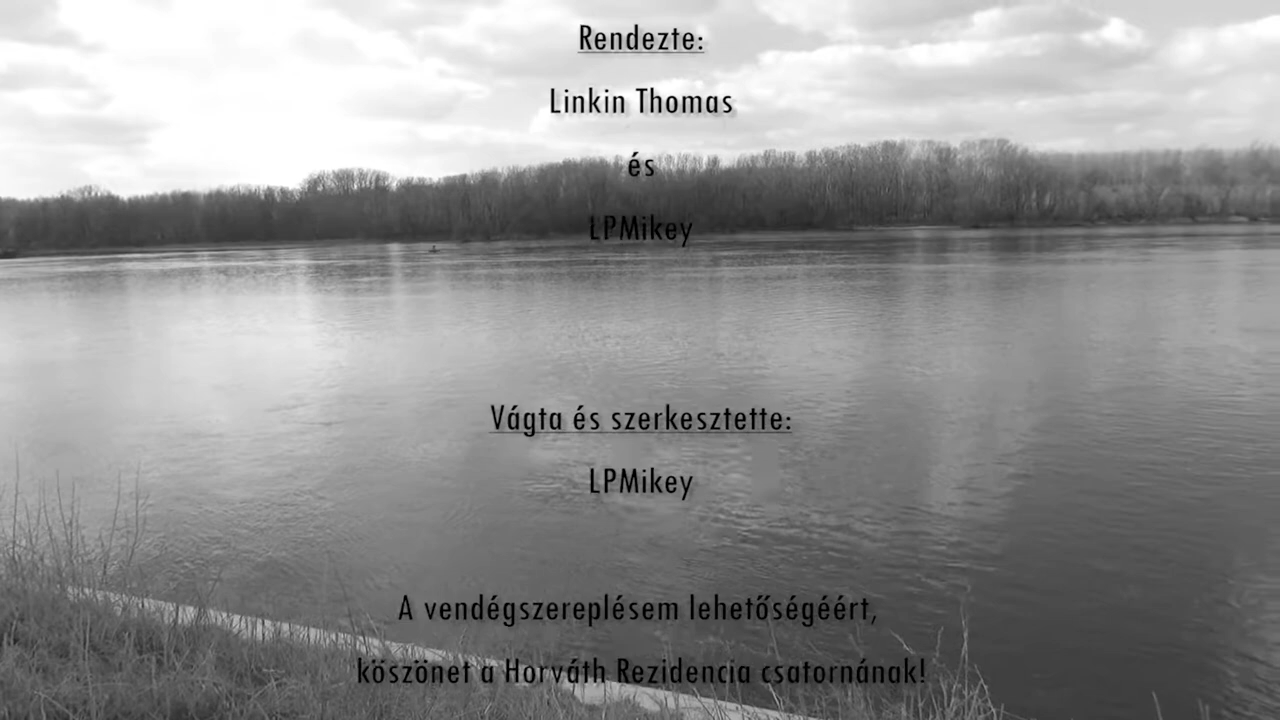 Rendezte:
Linkin Thomas
és
LPMikey
Vágta és szerkesztette:
LPMikey
A vendégszereplésem lehetőségéért,
köszönet a Horváth Rezidencia csatornának!